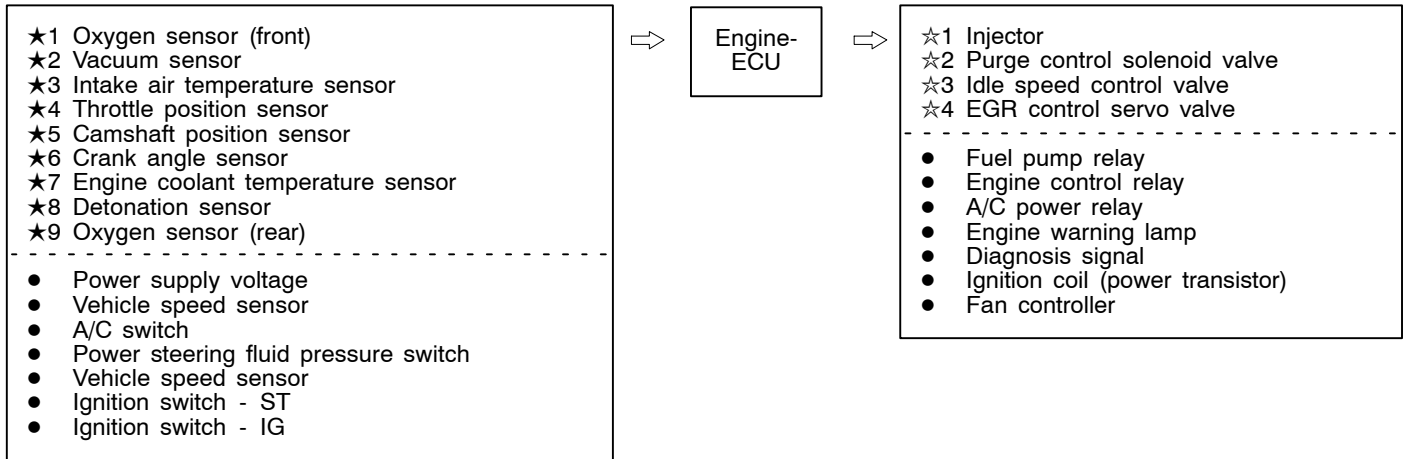 ★1 Oxygen sensor (front)
★2 Vacuum sensor
★3 Intake air temperature sensor
★4 Throttle position sensor
★5 Camshaft position sensor
★6 Crank angle sensor
★7 Engine coolant temperature sensor
★8 Detonation sensor
★9 Oxygen sensor (rear)
● Power supply voltage
● Vehicle speed sensor
● A/C switch
● Power steering fluid pressure switch
● Vehicle speed sensor
● Ignition switch - ST
● Ignition switch - IG
Engine-
ECU
☆1 Injector
☆2 Purge control solenoid valve
☆3 Idle speed control valve
☆4 EGR control servo valve
● Fuel pump relay
● Engine control relay
● A/C power relay
● Engine warning lamp
● Diagnosis signal
● Ignition coil (power transistor)
● Fan controller